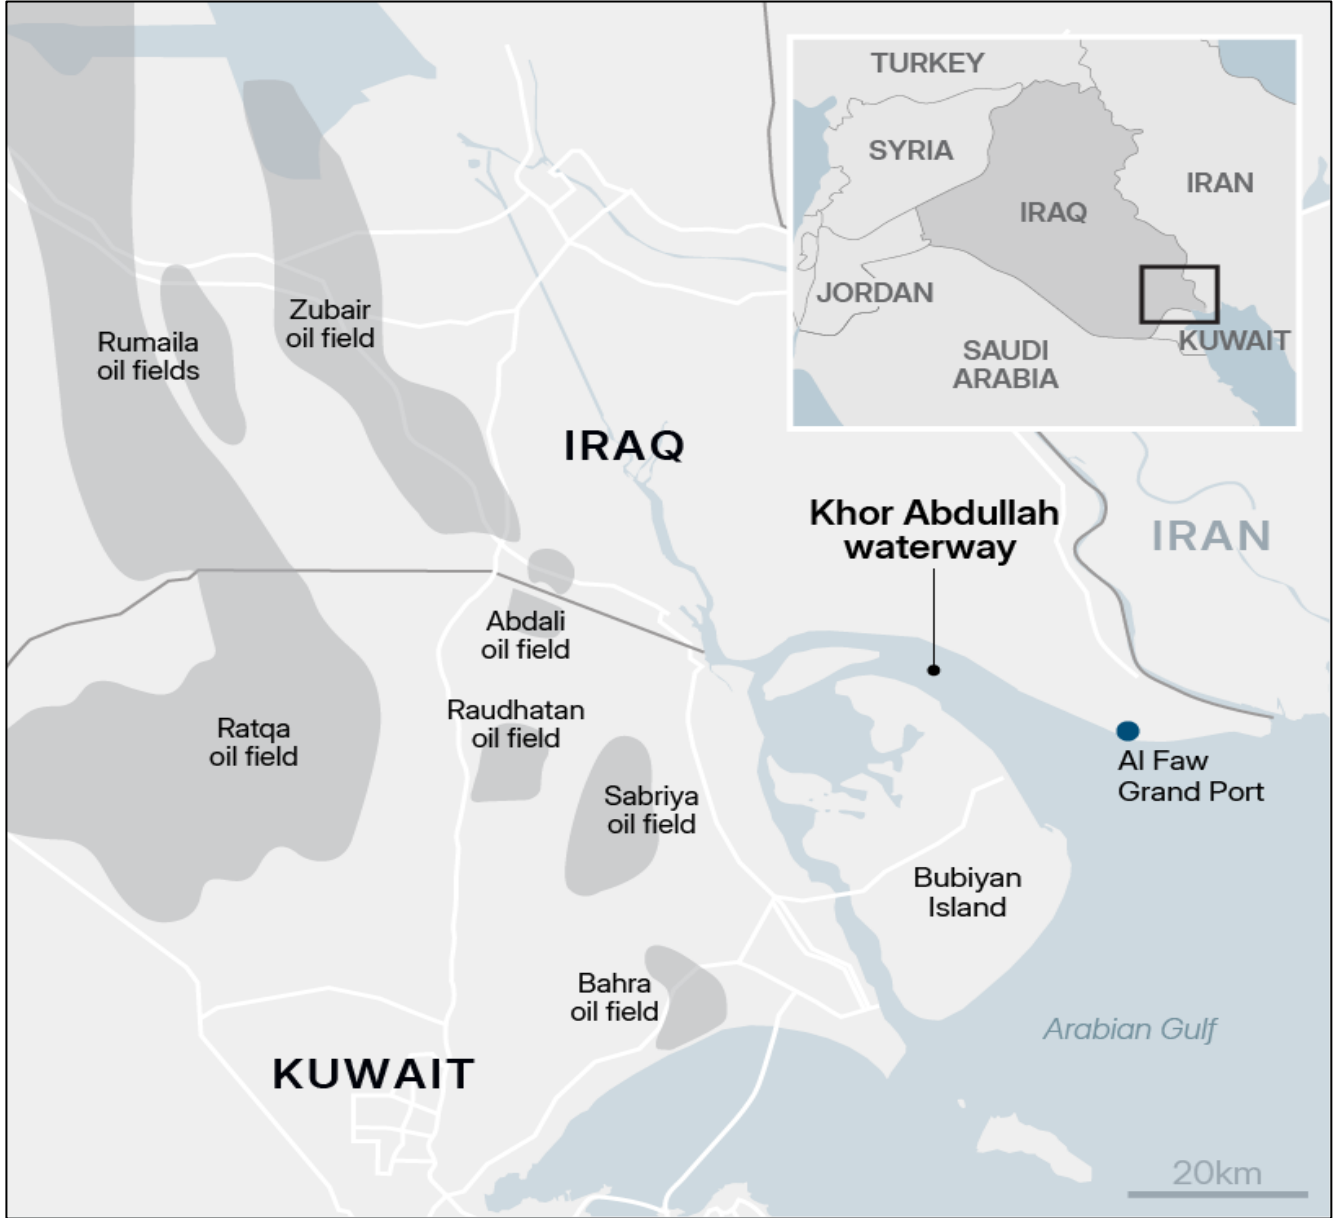 TURKEY
SYRIA
IRAN
IRAQ
JORDAN
SAUDI
ARABIA
KUWAIT
Rumaila
oil fields
Zubair
oil field
IRAQ
Khor Abdullah
waterway
IRAN
Abdali
oil field
Raudhatan
oil field
Ratqa
oil field
Sabriya
oil field
Al Faw
Grand Port
Bubiyan
Island
Bahra
oil field
Arabian Gulf
KUWAIT
20km